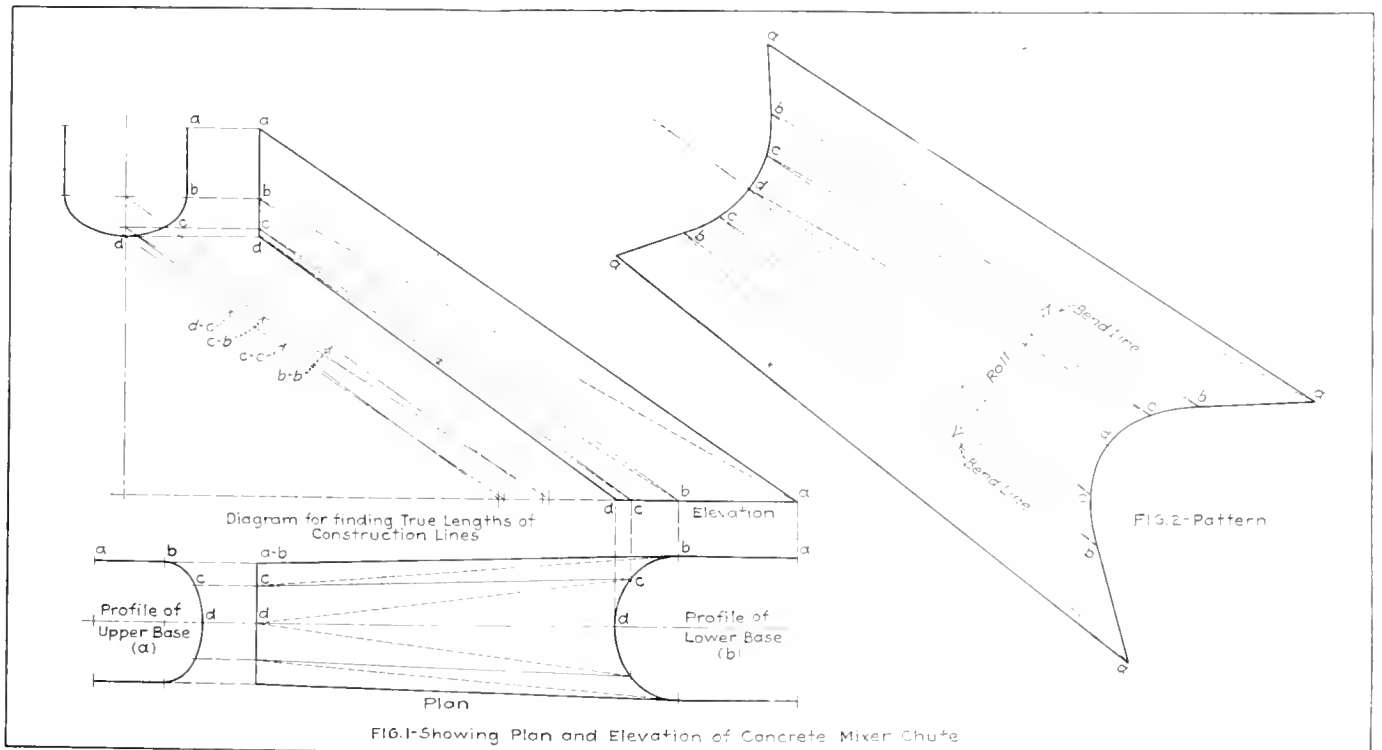 a
a
b
b
c
c
d
d
d-c
c-b
c-c
b-b
d
c
b
a
Elevation
Diagram for finding True Lengths of
Construction Lines
a
b
a-b
b
a
c
c
c
d
d
d
Profile of
Upper Base
(a)
Profile of
Lower Base
(b)
Plan
FIG.1-Showing Plan and Elevation of Concrete Mixer Chute
a
b
c
d
c
b
a
Bend Line
Roll
Bend Line
b
c
a
a
FIG.2-Pattern
a